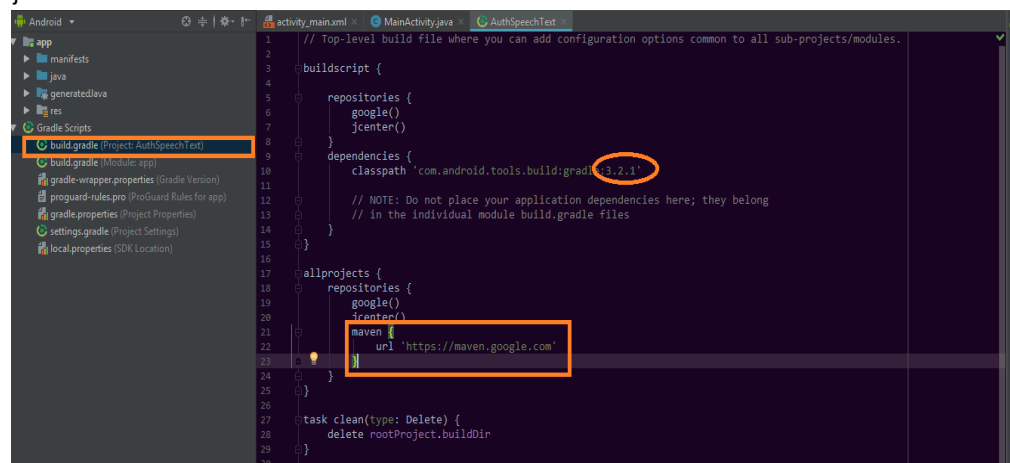 Android
app
manifests
java
generatedJava
res
Gradle Scripts
build.gradle (Project: AuthSpeechText)
build.gradle (Module: app)
gradle-wrapper.properties (Gradle Version)
proguard-rules.pro (ProGuard Rules for app)
gradle.properties (Project Properties)
settings.gradle (Project Settings)
local.properties (SDK Location)
activity_main.xml
MainActivity.java
AuthSpeechText
1 // Top-level build file where you can add configuration options common to all sub-projects/modules.
2
3 buildscript {
4
5 repositories {
6 google()
7 jcenter()
8 }
9 dependencies {
10 classpath 'com.android.tools.build:gradle:3.2.1'
11
12 // NOTE: Do not place your application dependencies here; they belong
13 // in the individual module build.gradle files
14 }
15 }
16
17 allprojects {
18 repositories {
19 google()
20 jcenter()
21 maven {
22 url 'https://maven.google.com'
23 }
24 }
25 }
26
27 task clean(type: Delete) {
28 delete rootProject.buildDir
29 }